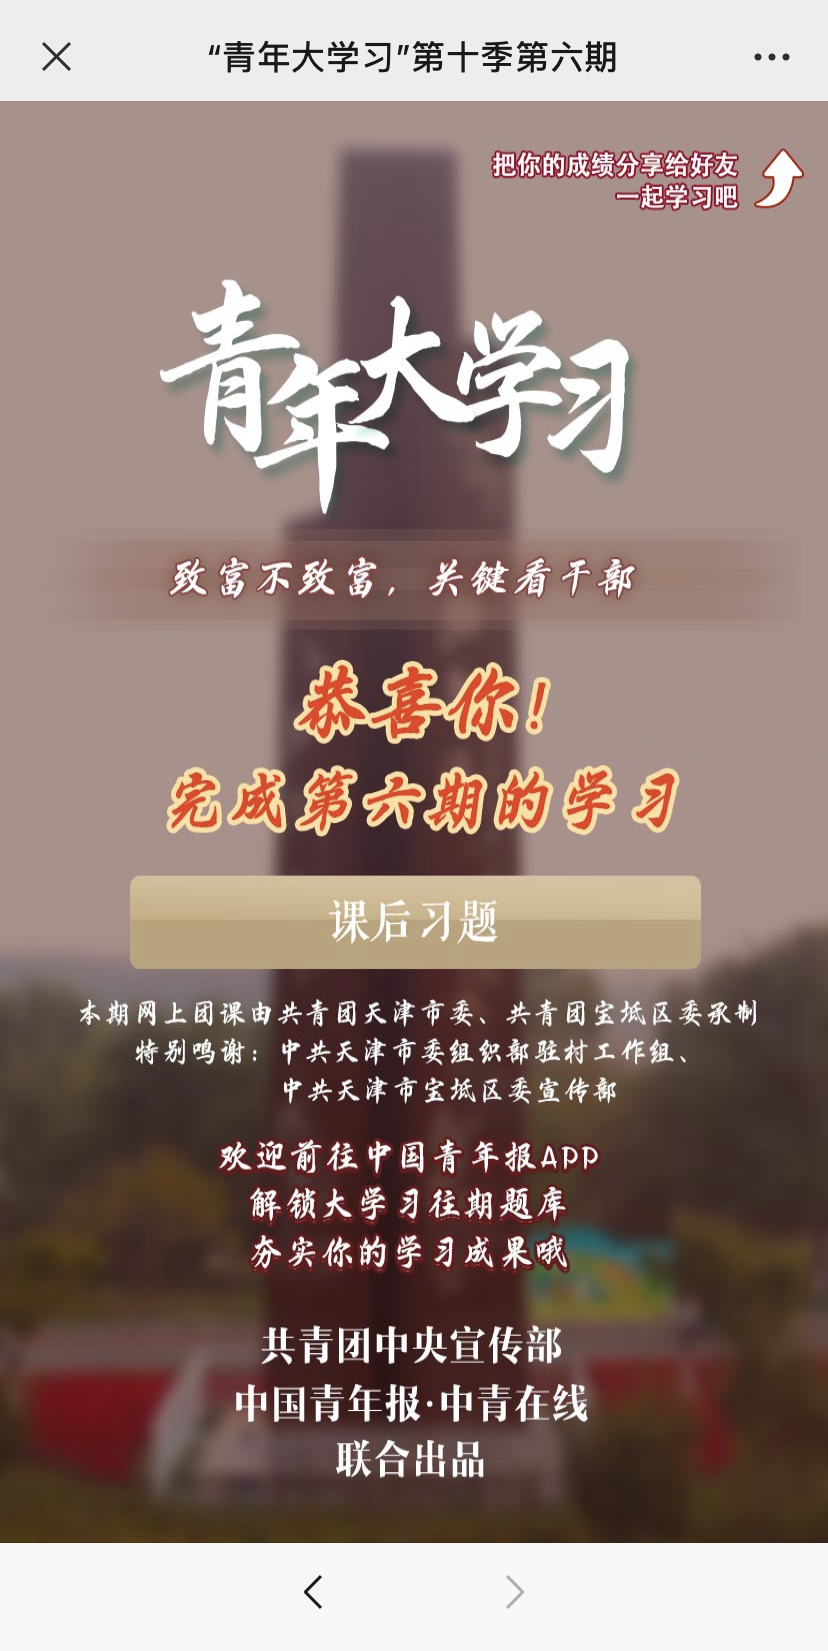 “青年大学习”第十季第六期
把你的成绩分享给好友
一起学习吧
青年大学习
致富不致富，关键看干部
恭喜你！
完成第六期的学习
课后习题
本期网上团课由共青团天津市委、共青团宝坻区委承制
特别鸣谢：中共天津市委组织部驻村工作组、
中共天津市宝坻区委宣传部
欢迎前往中国青年报APP
解锁大学习往期题库
夯实你的学习成果哦
共青团中央宣传部
中国青年报·中青在线
联合出品